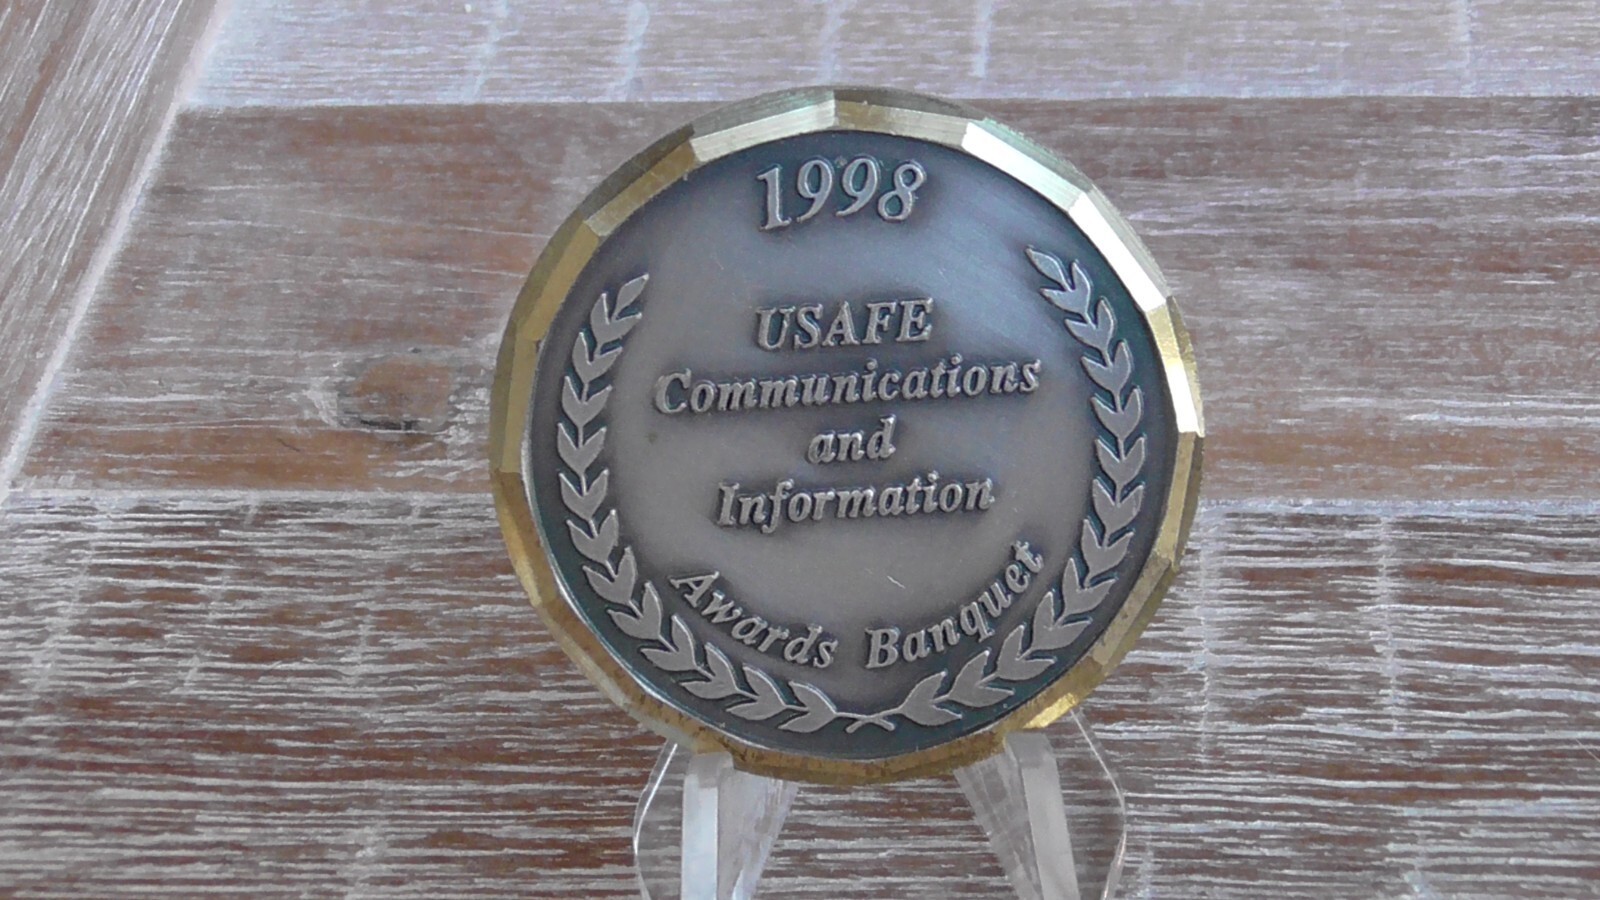 1998
USAFE
Communications
and
Information
Awards Banquet